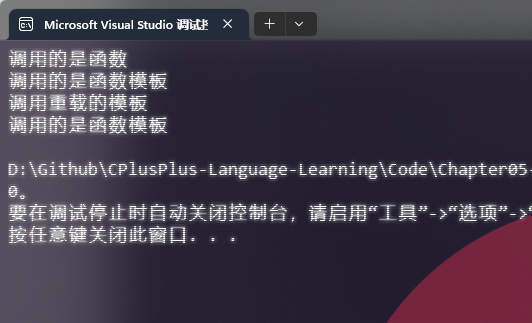 Microsoft Visual Studio 调试
调用的是函数
调用的是函数模板
调用重载的模板
调用的是函数模板
D:\Github\CPlusPlus-Language-Learning\Code\Chapter05-
0。
要在调试停止时自动关闭控制台，请启用“工具”->“选项”->“
按任意键关闭此窗口. . .